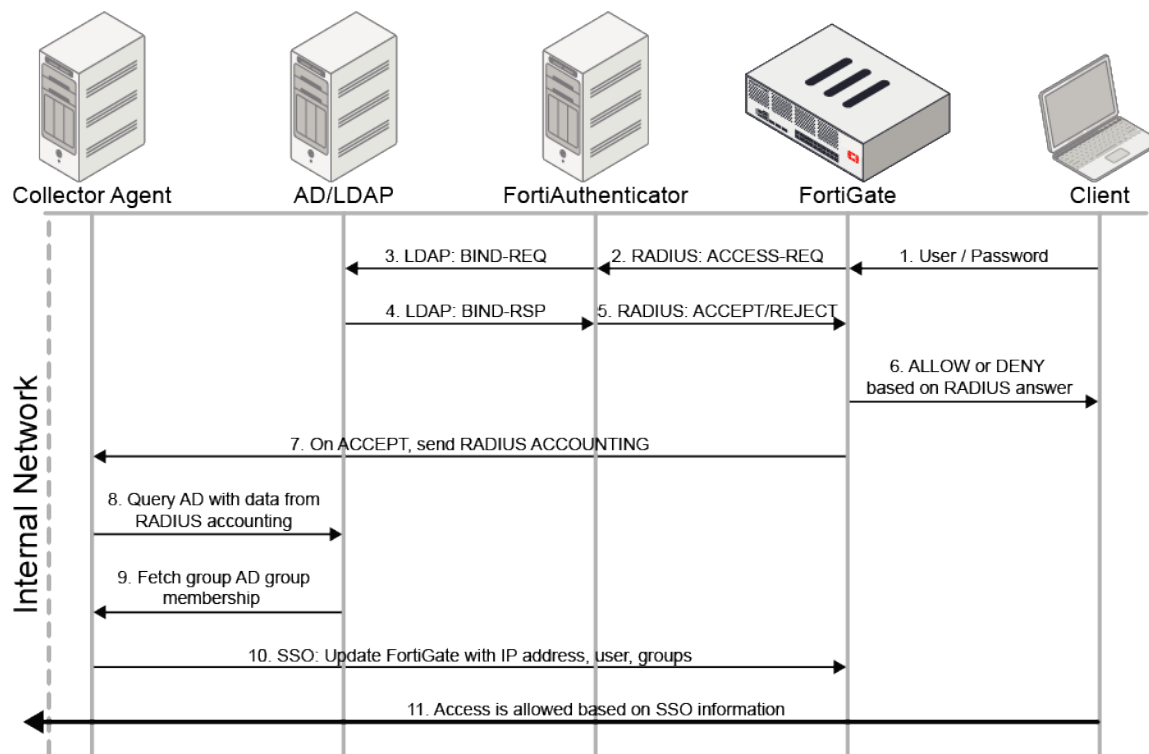 Collector Agent
AD/LDAP
FortiAuthenticator
FortiGate
Client
3. LDAP: BIND-REQ
2. RADIUS: ACCESS-REQ
1. User / Password
4. LDAP: BIND-RSP
5. RADIUS: ACCEPT/REJECT
6. ALLOW or DENY
based on RADIUS answer
7. On ACCEPT, send RADIUS ACCOUNTING
8. Query AD with data from
RADIUS accounting
9. Fetch group AD group
membership
10. SSO: Update FortiGate with IP address, user, groups
11. Access is allowed based on SSO information
Internal Network